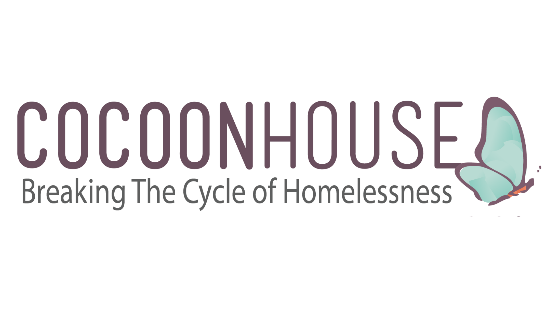 COCOONHOUSE
Breaking The Cycle of Homelessness